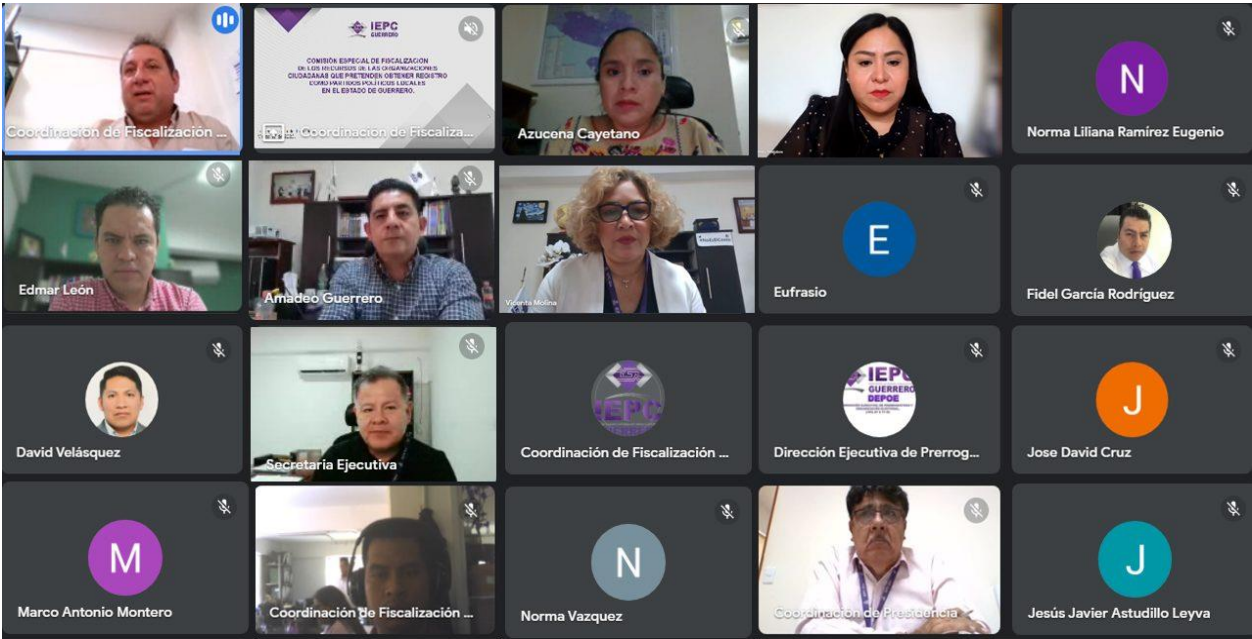 IEPC
GUERRERO
COMISIÓN ESPECIAL DE FISCALIZACIÓN
DE LOS RECURSOS DE LAS ORGANIZACIONES
CIUDADANAS QUE PRETENDEN OBTENER REGISTRO
COMO PARTIDOS POLÍTICOS LOCALES
EN EL ESTADO DE GUERRERO.
Coordinación de Fiscalización ...
Coordinación de Fiscaliza...
Azucena Cayetano
N
Norma Liliana Ramírez Eugenio
Edmar León
Amadeo Guerrero
Vicenta Molina
E
Eufrasio
Fidel García Rodríguez
David Velásquez
Secretaria Ejecutiva
IEPC
Coordinación de Fiscalización ...
IEPC
GUERRERO
DEPOE
Dirección Ejecutiva de Prerrog...
J
Jose David Cruz
M
Marco Antonio Montero
Coordinación de Fiscalización ...
N
Norma Vazquez
Coordinación de Presidencia
J
Jesús Javier Astudillo Leyva